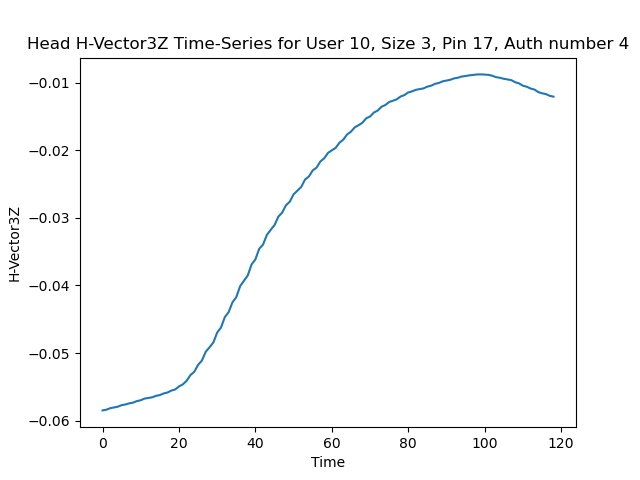 Head H-Vector3Z Time-Series for User 10, Size 3, Pin 17, Auth number 4
−0.01
−0.02
−0.03
−0.04
−0.05
−0.06
H-Vector3Z
0 20 40 60 80 100 120
Time